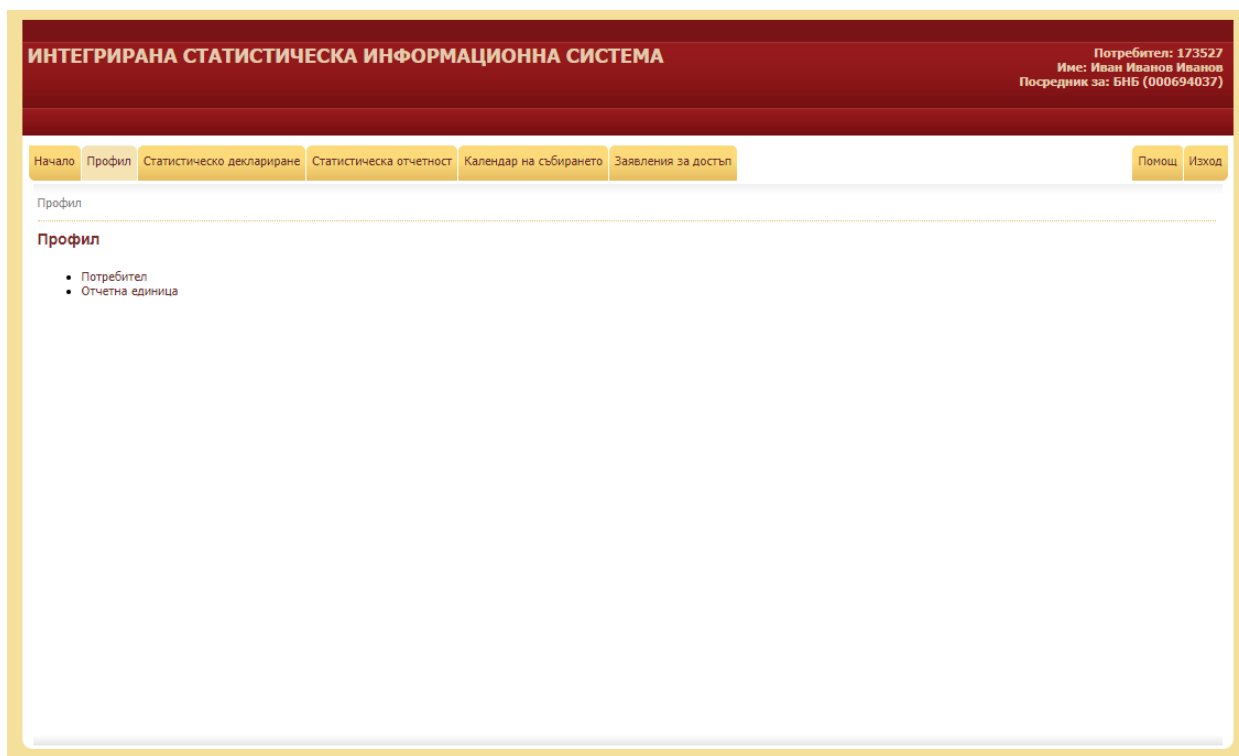 ИНТЕГРИРАНА СТАТИСТИЧЕСКА ИНФОРМАЦИОННА СИСТЕМА
Потребител: 173527
Име: Иван Иванов Иванов
Посредник за: БНБ (000694037)
Начало Профил Статистическо деклариране Статистическа отчетност Календар на събирането Заявления за достъп Помощ Изход
Профил
Профил
Потребител
Отчетна единица